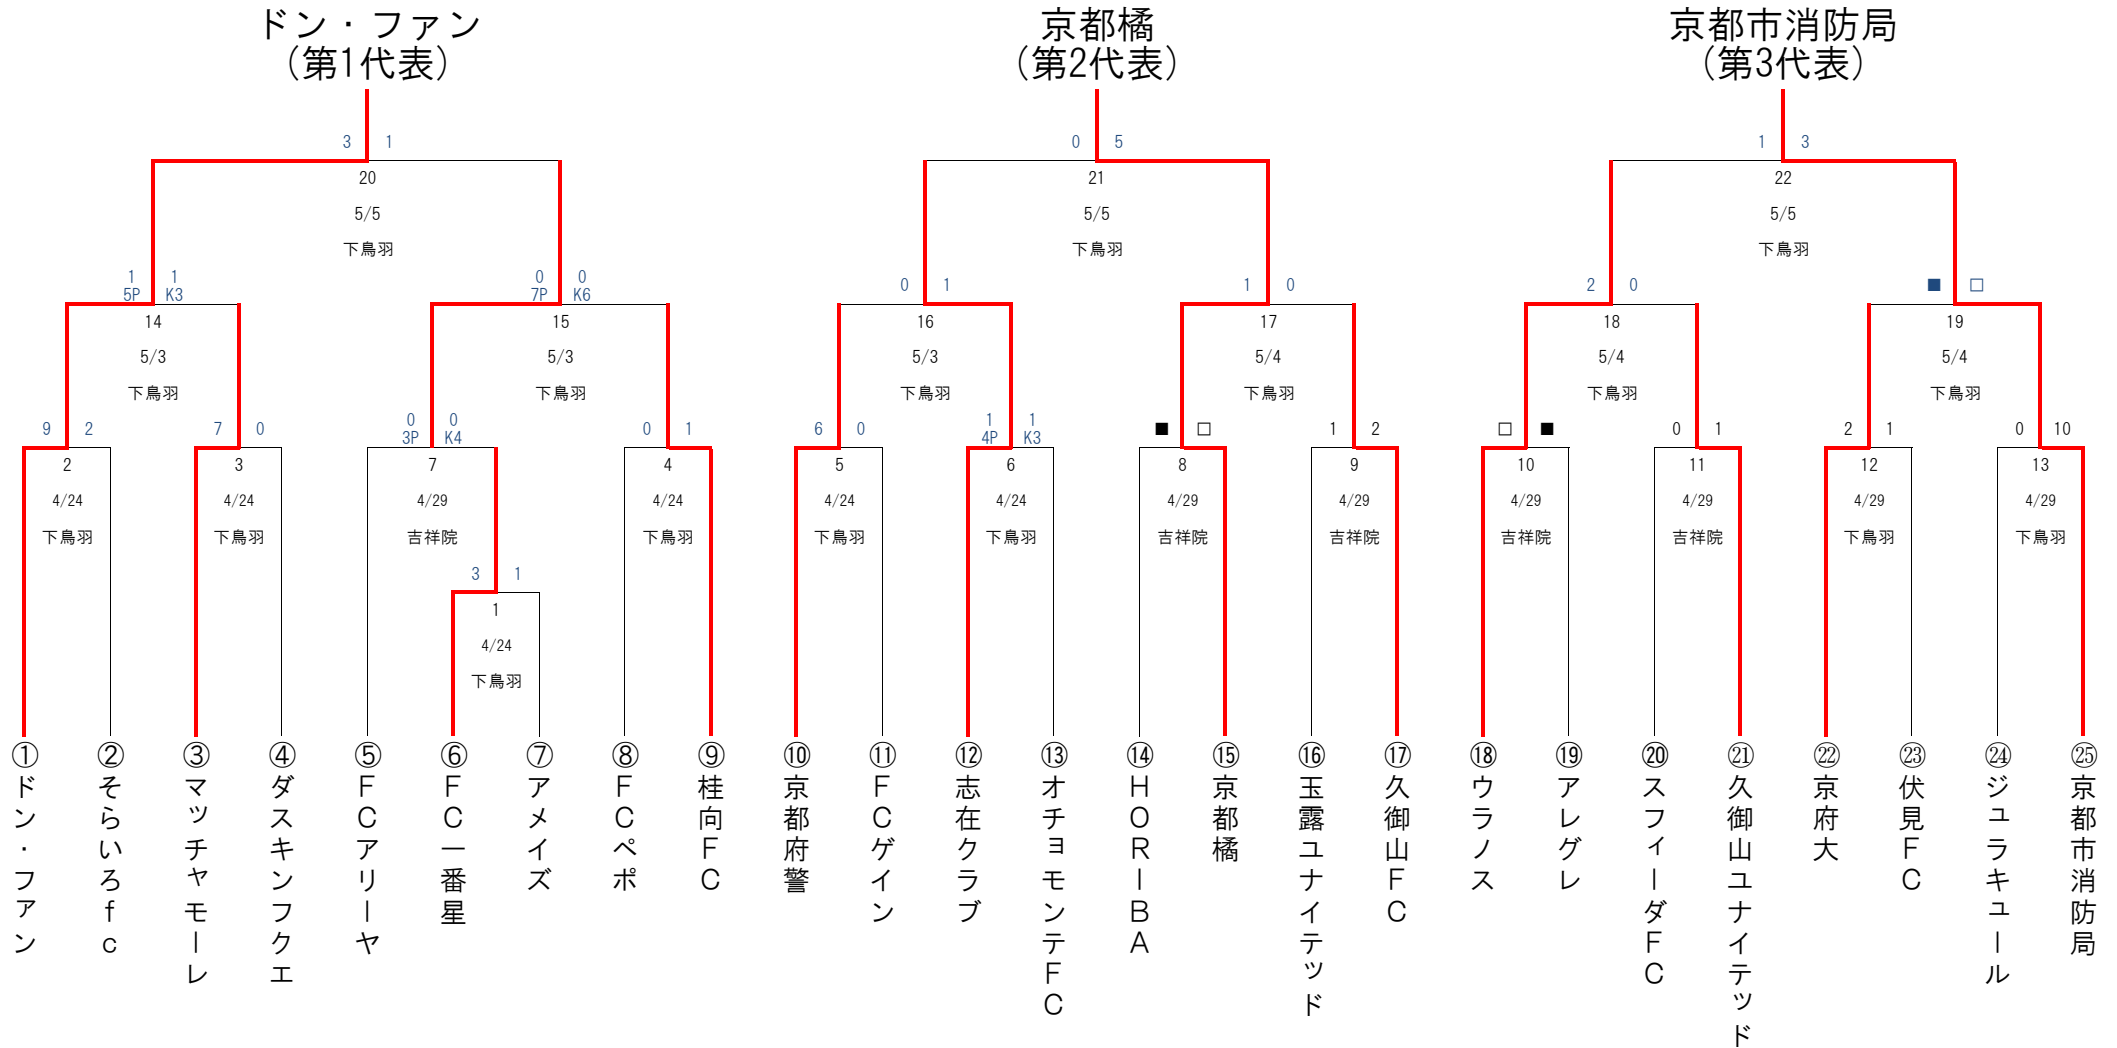 ドン・ファン
（第1代表）
京都橘
（第2代表）
京都市消防局
（第3代表）
3 1
0 5
1 3
20
21
22
5/5
5/5
5/5
下鳥羽
下鳥羽
下鳥羽
1 1
5P K3
0 0
7P K6
0 1
1 0
2 0
■ □
14
15
16
17
18
19
5/3
5/3
5/3
5/4
5/4
5/4
下鳥羽
下鳥羽
下鳥羽
下鳥羽
下鳥羽
下鳥羽
9 2
7 0
0 0
3P K4
0 1
6 0
1 1
4P K3
■ □
1 2
□ ■
0 1
2 1
0 10
2
3
7
4
5
6
8
9
10
11
12
13
4/24
4/24
4/29
4/24
4/24
4/24
4/29
4/29
4/29
4/29
4/29
4/29
下鳥羽
下鳥羽
吉祥院
下鳥羽
下鳥羽
下鳥羽
吉祥院
吉祥院
吉祥院
吉祥院
下鳥羽
下鳥羽
3 1
1
4/24
下鳥羽
①ドン・ファン
②そらいろｆｃ
③マッチャモーレ
④ダスキンフクエ
⑤ＦＣアリーヤ
⑥ＦＣ一番星
⑦アメイズ
⑧ＦＣペポ
⑨桂向ＦＣ
⑩京都府警
⑪ＦＣゲイン
⑫志在クラブ
⑬オチョモンテＦＣ
⑭ＨＯＲＩＢＡ
⑮京都橘
⑯玉露ユナイテッド
⑰久御山ＦＣ
⑱ウラノス
⑲アレグレ
⑳スフィーダＦＣ
㉑久御山ユナイテッド
㉒京府大
㉓伏見ＦＣ
㉔ジュラキュール
㉕京都市消防局